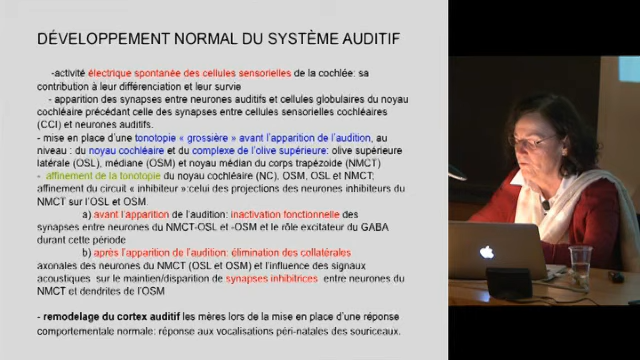 DÉVELOPPEMENT NORMAL DU SYSTÈME AUDITIF
-activité électrique spontanée des cellules sensorielles de la cochlée: sa
contribution à leur différenciation et leur survie
- apparition des synapses entre neurones auditifs et cellules globulaires du noyau
cochléaire précédant celle des synapses entre cellules sensorielles cochléaires
(CCI) et neurones auditifs.
- mise en place d'une tonotopie « grossière » avant l'apparition de l'audition, au
niveau : du noyau cochléaire et du complexe de l'olive supérieure: olive supérieure
latérale (OSL), médiane (OSM) et noyau médian du corps trapézoïde (NMCT)
- affinement de la tonotopie du noyau cochléaire (NC), OSM, OSL et NMCT;
affinement du circuit « inhibiteur »:celui des projections des neurones inhibiteurs du
NMCT sur l'OSL et OSM.
a) avant l'apparition de l'audition: inactivation fonctionnelle des
synapses entre neurones du NMCT-OSL et -OSM et le rôle excitateur du GABA
durant cette période
b) après l'apparition de l'audition: élimination des collatérales
axonales des neurones du NMCT (OSL et OSM) et l'influence des signaux
acoustiques sur le maintien/disparition de synapses inhibitrices entre neurones du
NMCT et dendrites de l'OSM
- remodelage du cortex auditif les mères lors de la mise en place d'une réponse
comportementale normale: réponse aux vocalisations péri-natales des souriceaux.